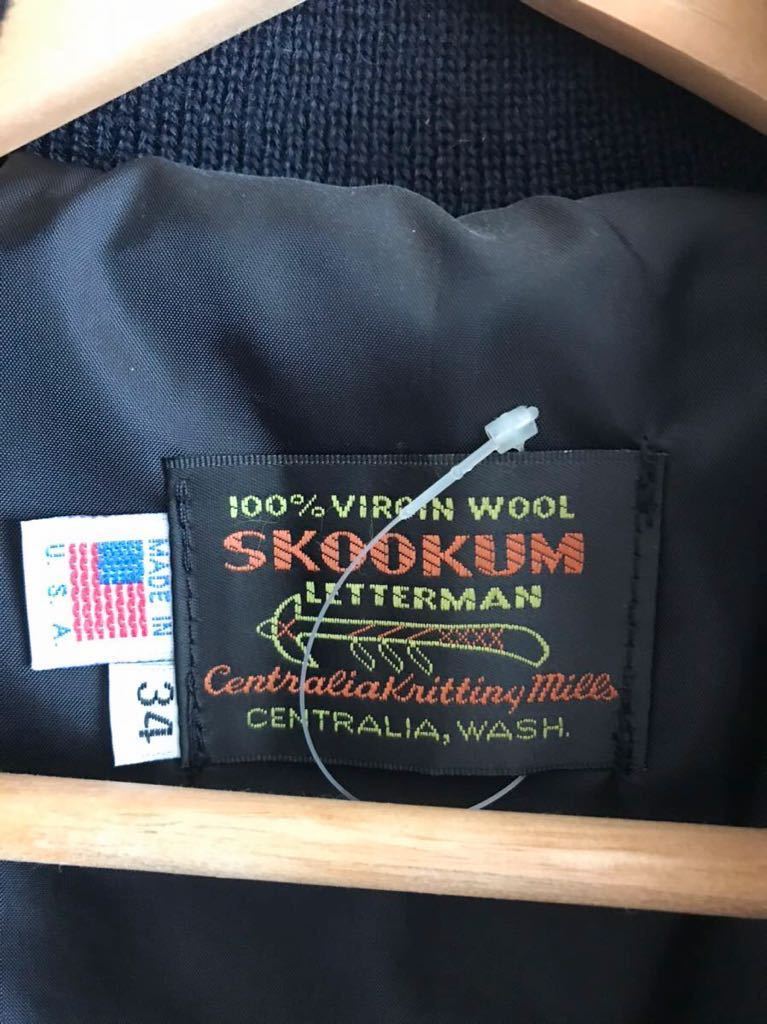 100% VIRGIN WOOL
SKOOKUM
LETTERMAN
Centralia Knitting Mills
CENTRALIA, WASH.
MADE IN
U.S.A.
34